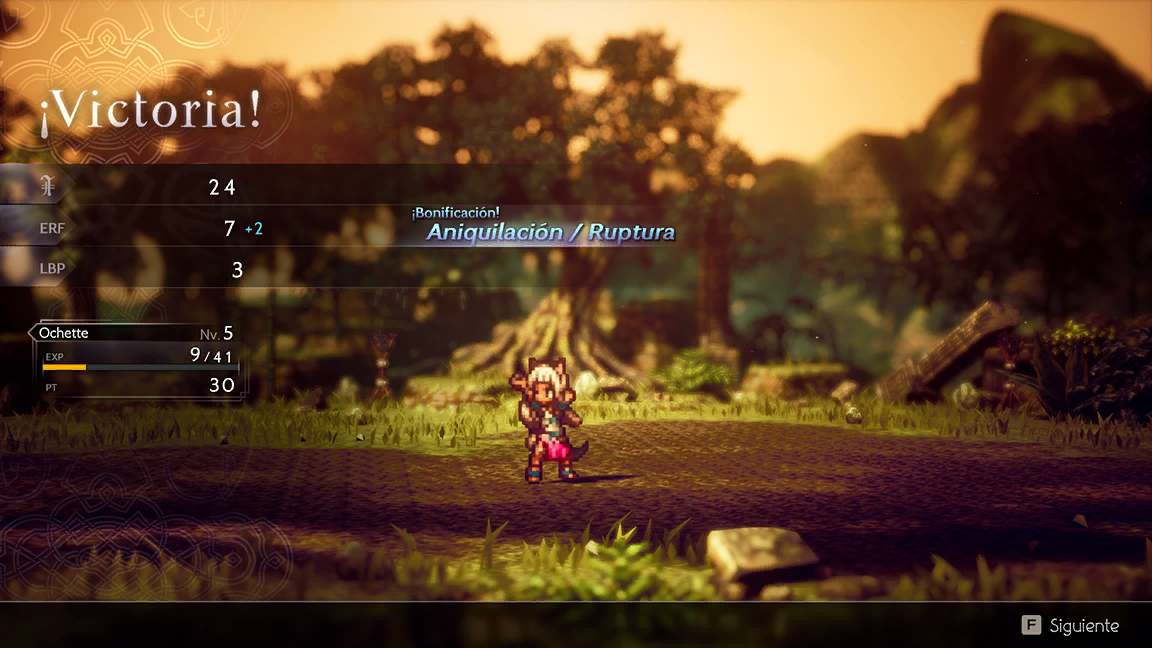 ¡Victoria!
24
ERF 7 +2
¡Bonificación!
Aniquilación / Ruptura
LBP 3
Ochette Nv. 5
EXP 9/41
PT 30
F Siguiente